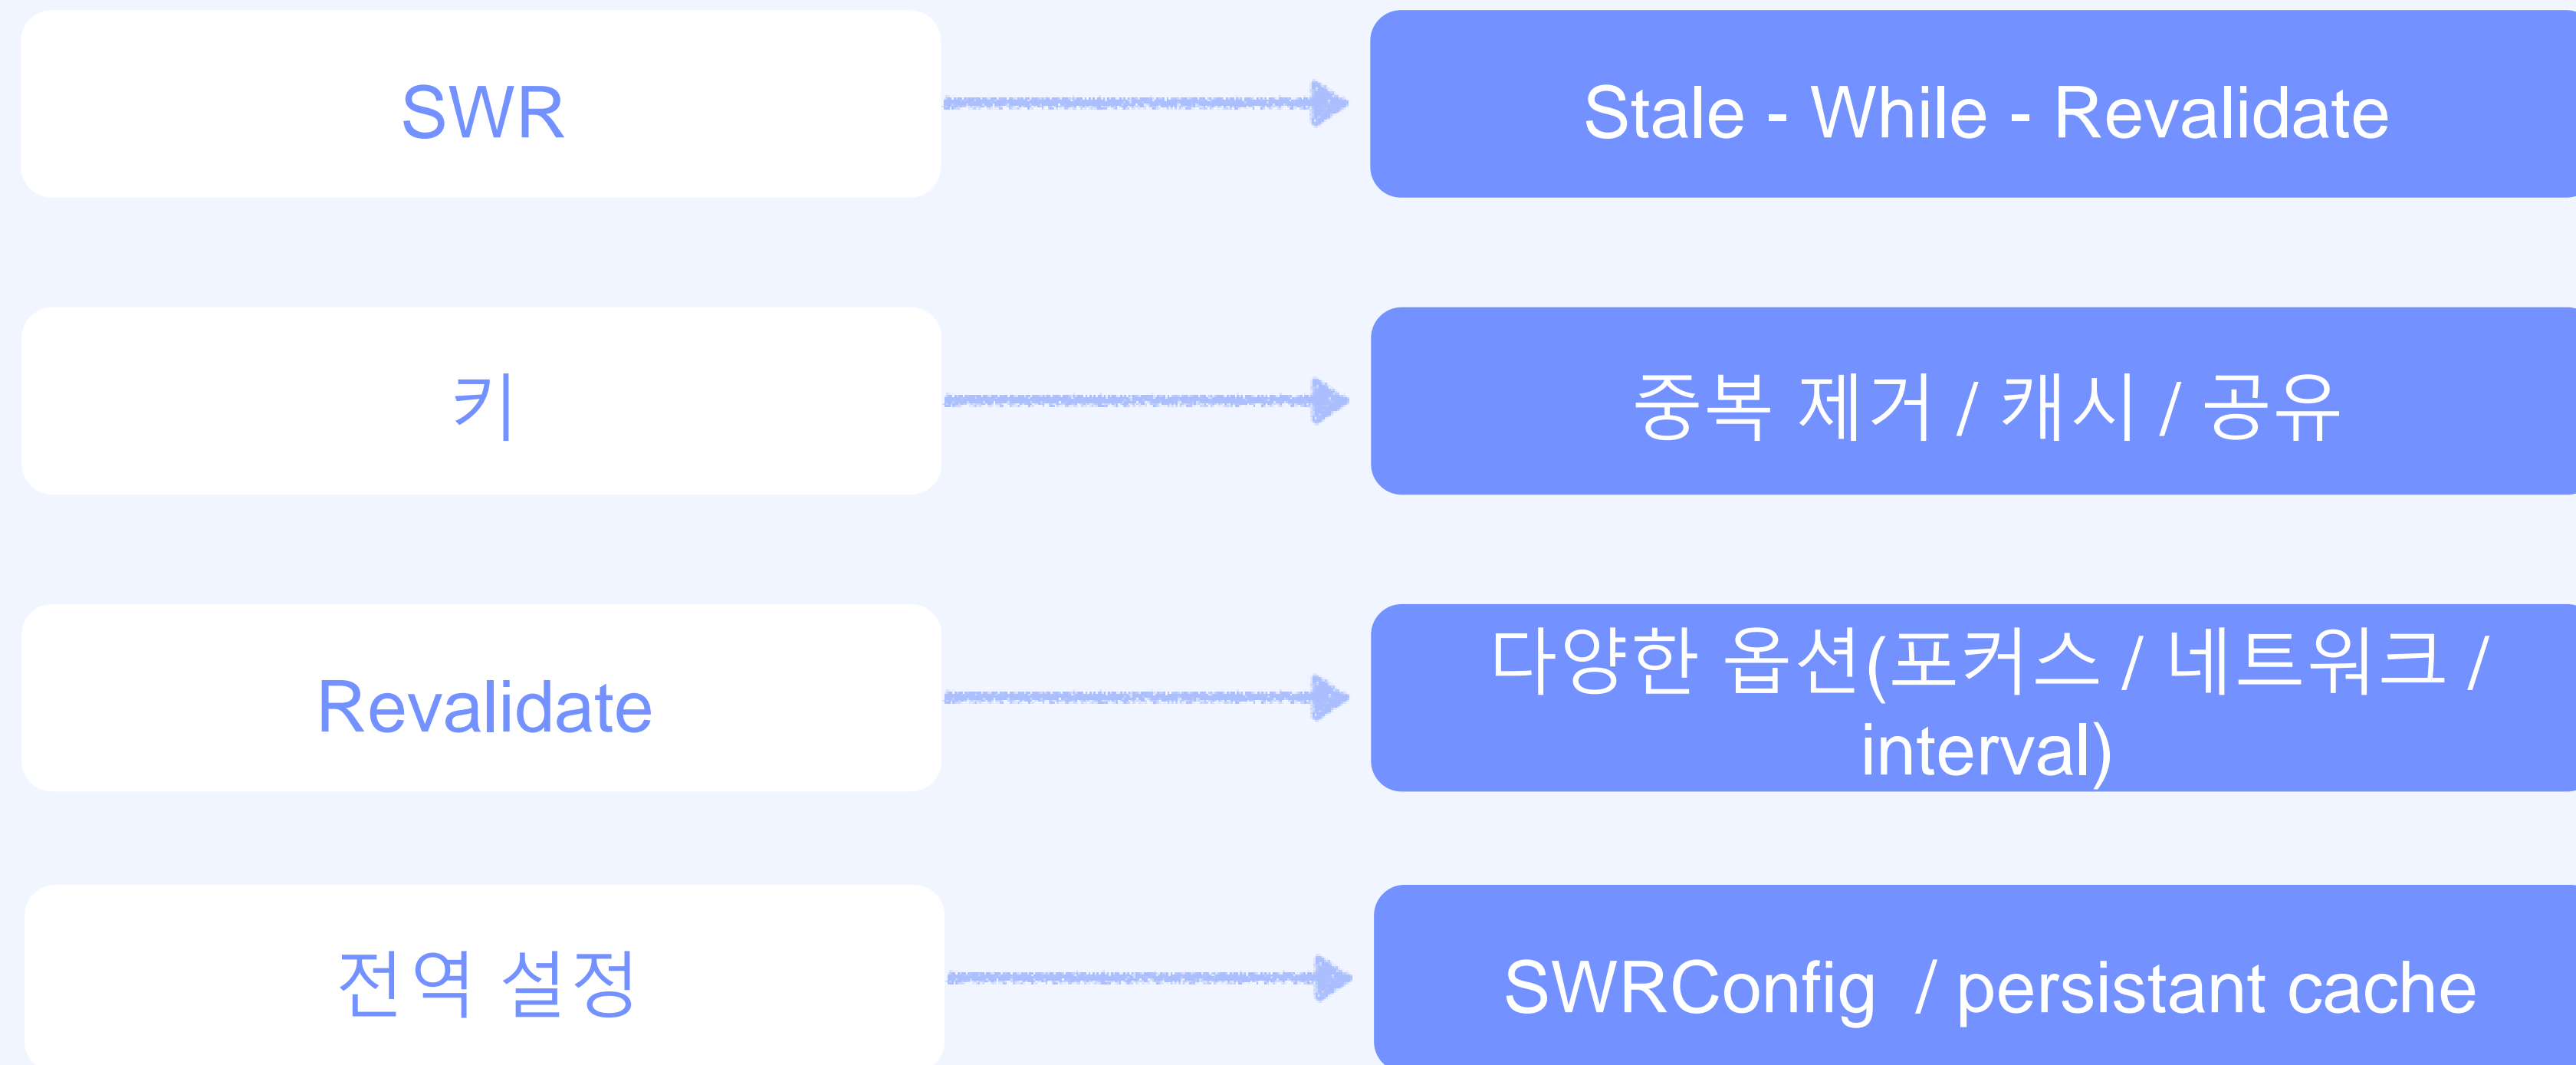 SWR
Stale - While - Revalidate
키
중복 제거 / 캐시 / 공유
Revalidate
다양한 옵션(포커스 / 네트워크 /
interval)
전역 설정
SWRConfig  / persistant cache